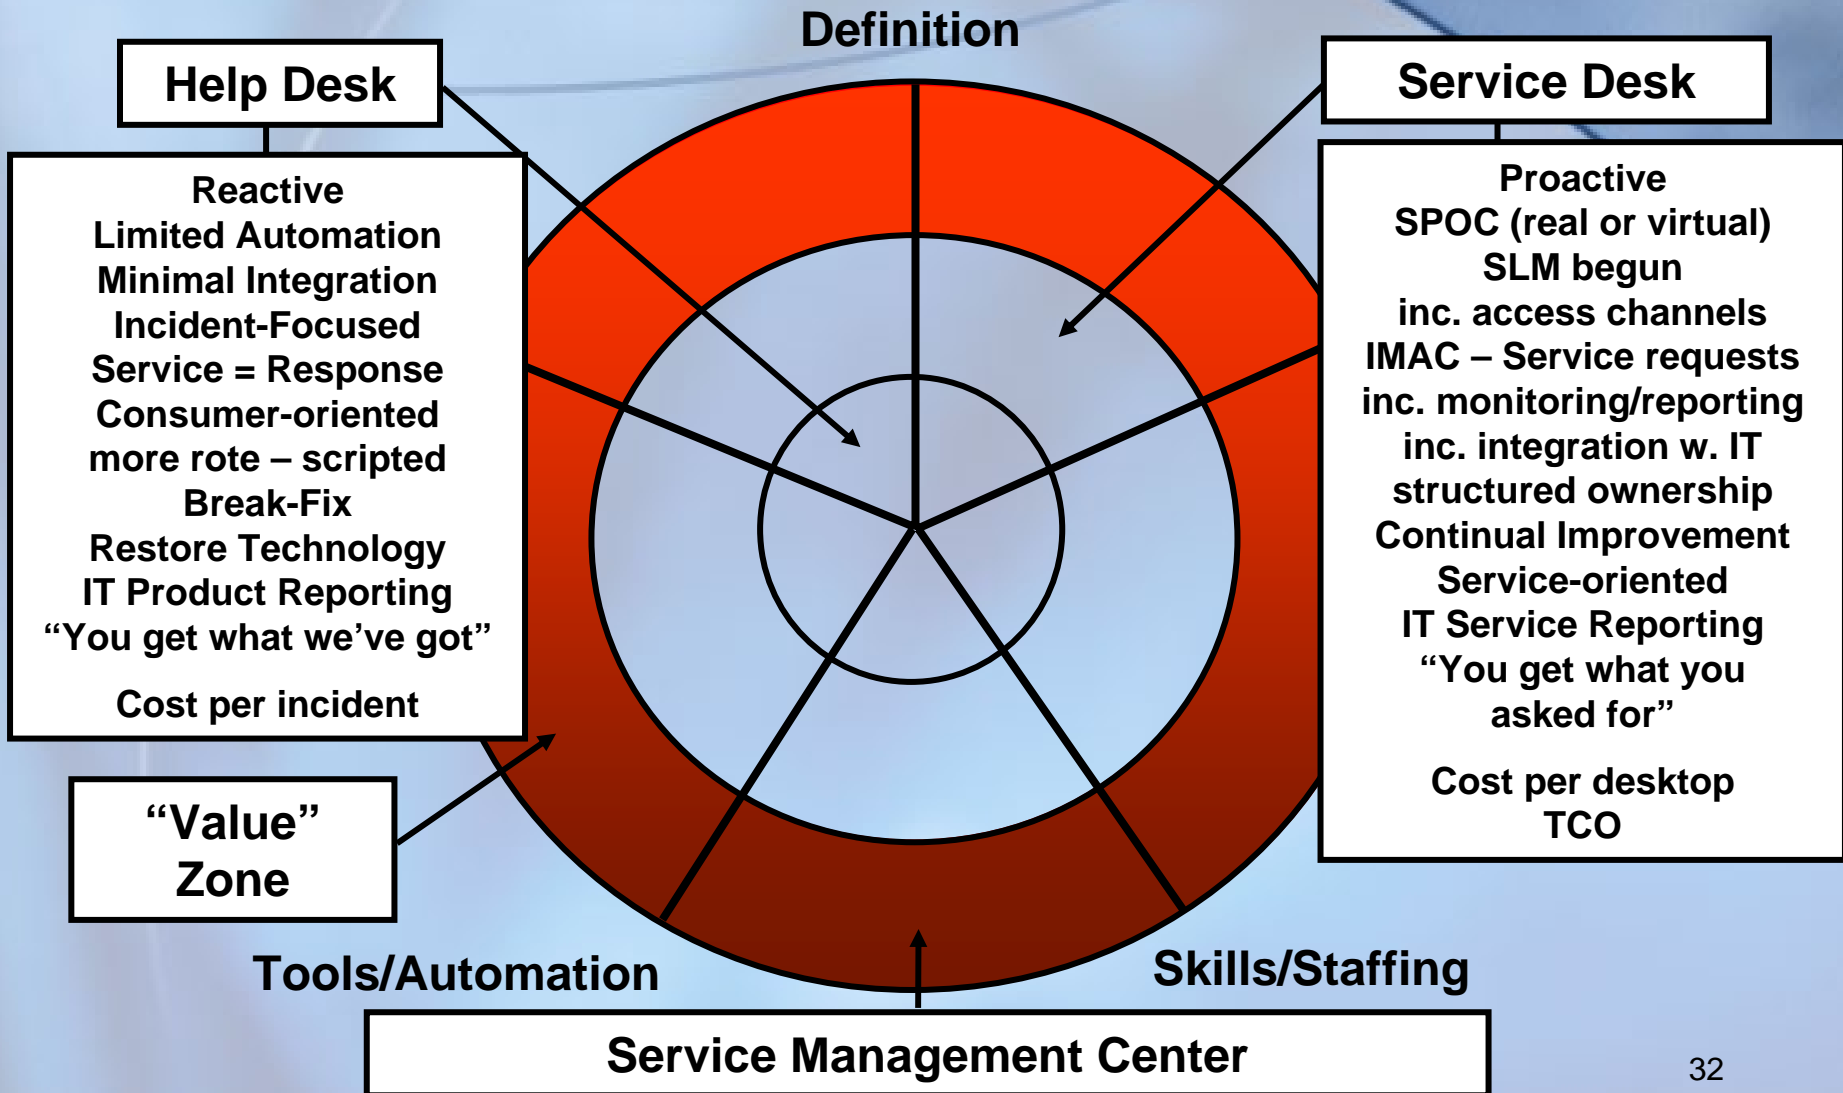 Definition
Help Desk
Reactive
Limited Automation
Minimal Integration
Incident-Focused
Service = Response
Consumer-oriented
more rote – scripted
Break-Fix
Restore Technology
IT Product Reporting
“You get what we’ve got”
Cost per incident
Service Desk
Proactive
SPOC (real or virtual)
SLM begun
inc. access channels
IMAC – Service requests
inc. monitoring/reporting
inc. integration w. IT
structured ownership
Continual Improvement
Service-oriented
IT Service Reporting
“You get what you
asked for”
Cost per desktop
TCO
“Value”
Zone
Tools/Automation
Skills/Staffing
Service Management Center
32